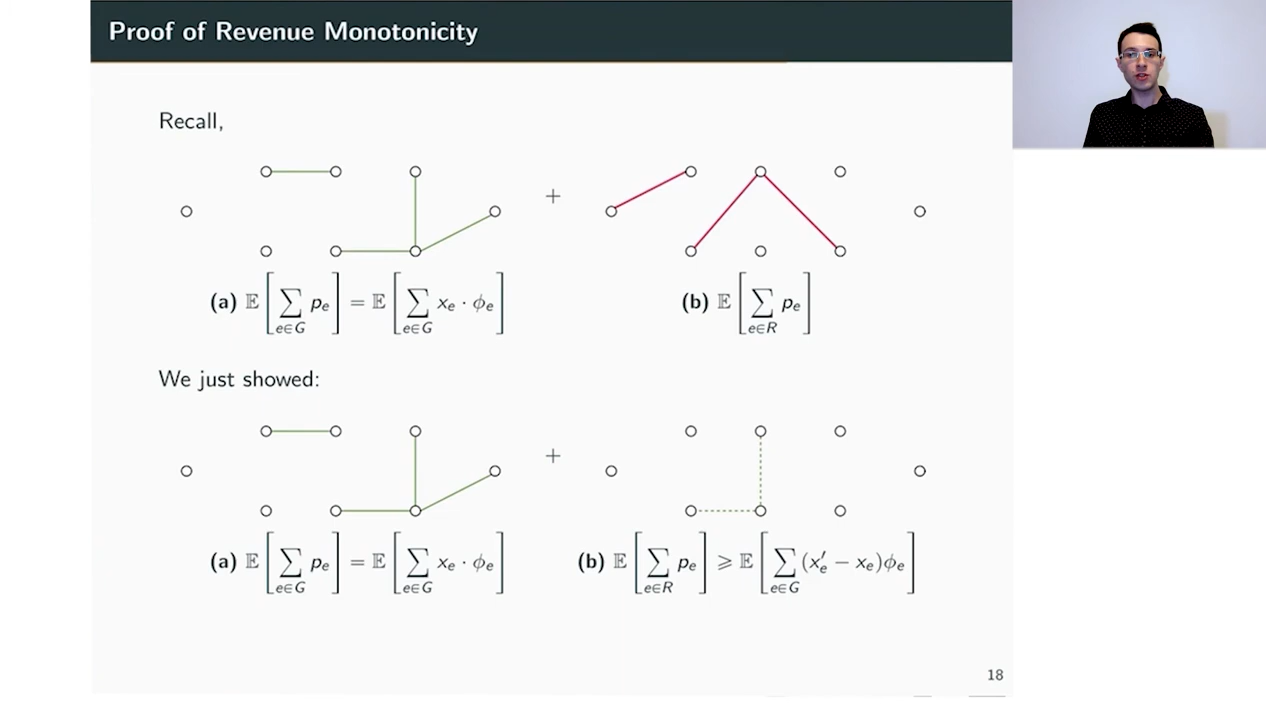 Proof of Revenue Monotonicity
Recall,
+
(a) 𝔼[∑_{e∈G} p_e] = 𝔼[∑_{e∈G} x_e · ϕ_e]
(b) 𝔼[∑_{e∈R} p_e]
We just showed:
+
(a) 𝔼[∑_{e∈G} p_e] = 𝔼[∑_{e∈G} x_e · ϕ_e]
(b) 𝔼[∑_{e∈R} p_e] ⩾ 𝔼[∑_{e∈G} (x′_e − x_e)ϕ_e]
18